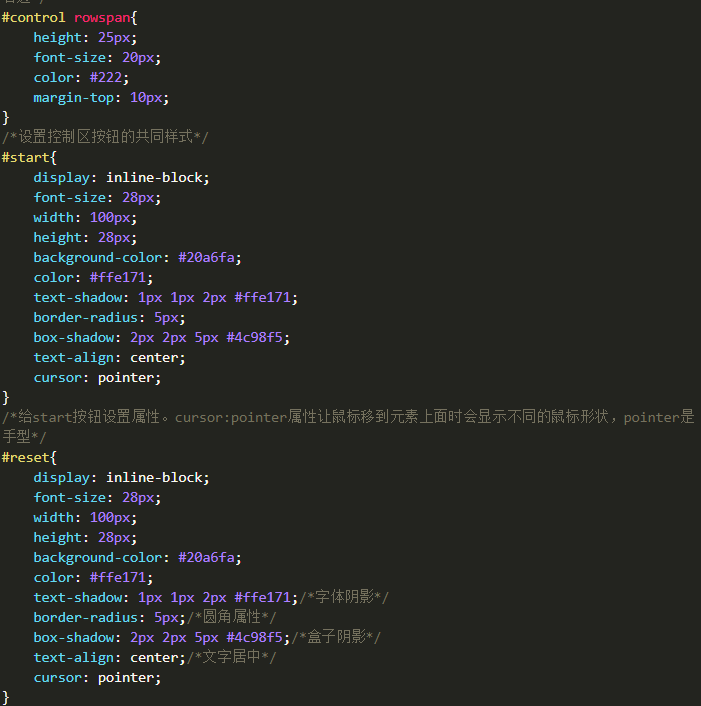 #control rowspan{
height: 25px;
font-size: 20px;
color: #222;
margin-top: 10px;
}
/*设置控制区按钮的共同样式*/
#start{
display: inline-block;
font-size: 28px;
width: 100px;
height: 28px;
background-color: #20a6fa;
color: #ffe171;
text-shadow: 1px 1px 2px #ffe171;
border-radius: 5px;
box-shadow: 2px 2px 5px #4c98f5;
text-align: center;
cursor: pointer;
}
/*给start按钮设置属性。cursor:pointer属性让鼠标移到元素上面时会显示不同的鼠标形状，pointer是
手型*/
#reset{
display: inline-block;
font-size: 28px;
width: 100px;
height: 28px;
background-color: #20a6fa;
color: #ffe171;
text-shadow: 1px 1px 2px #ffe171;/*字体阴影*/
border-radius: 5px;/*圆角属性*/
box-shadow: 2px 2px 5px #4c98f5;/*盒子阴影*/
text-align: center;/*文字居中*/
cursor: pointer;
}